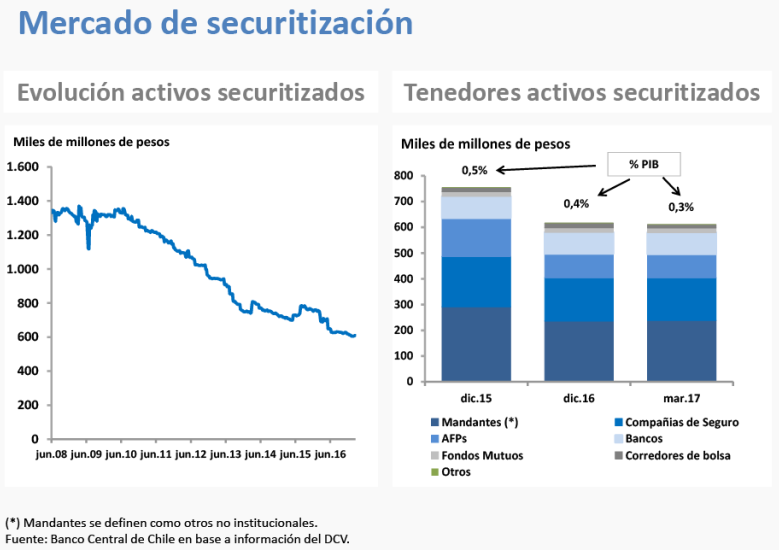 Mercado de securitización
Evolución activos securitizados
Miles de millones de pesos
1.600
1.400
1.200
1.000
800
600
400
200
0
jun.08 jun.09 jun.10 jun.11 jun.12 jun.13 jun.14 jun.15 jun.16
Tenedores activos securitizados
Miles de millones de pesos
% PIB
0,5%
0,4%
0,3%
800
700
600
500
400
300
200
100
0
dic.15 dic.16 mar.17
Mandantes (*) Compañias de Seguro
AFPs Bancos
Fondos Mutuos Corredores de bolsa
Otros
(*) Mandantes se definen como otros no institucionales.
Fuente: Banco Central de Chile en base a información del DCV.